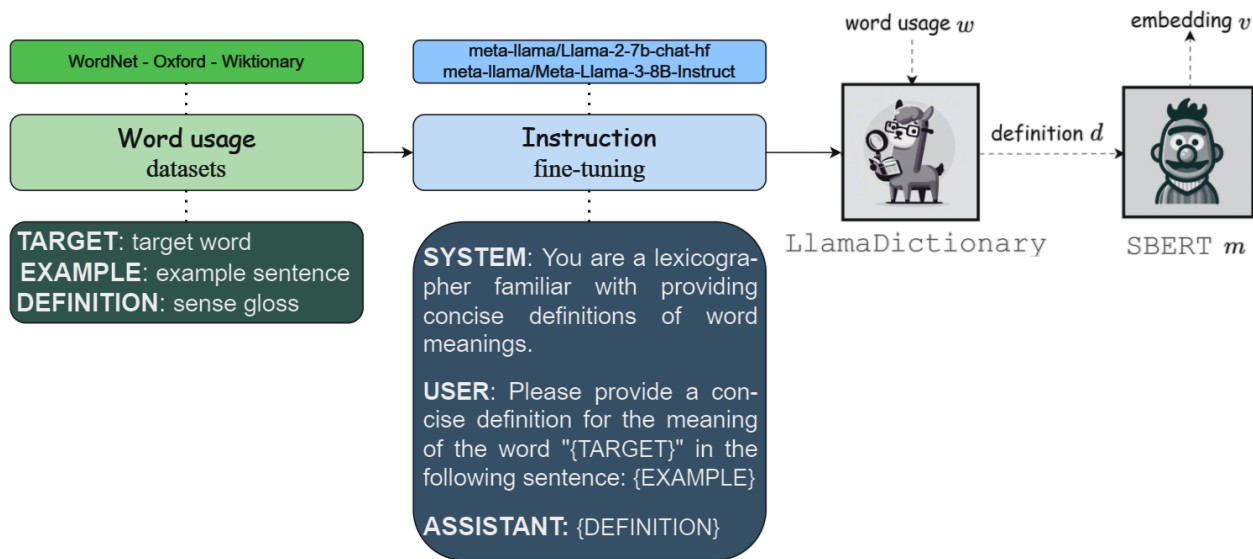 WordNet - Oxford - Wiktionary
Word usage
datasets
TARGET: target word
EXAMPLE: example sentence
DEFINITION: sense gloss
meta-llama/Llama-2-7b-chat-hf
meta-llama/Meta-Llama-3-8B-Instruct
Instruction
fine-tuning
SYSTEM: You are a lexicogra-
pher familiar with providing
concise definitions of word
meanings.
USER: Please provide a con-
cise definition for the meaning
of the word "{TARGET}" in the
following sentence: {EXAMPLE}
ASSISTANT: {DEFINITION}
word usage w
LlamaDictionary
definition d
embedding v
SBERT m